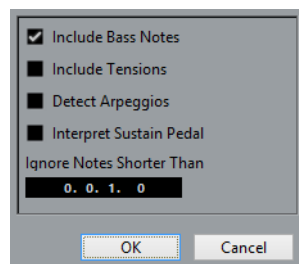 Include Bass Notes
Include Tensions
Detect Arpeggios
Interpret Sustain Pedal
Ignore Notes Shorter Than
0. 0. 1. 0
OK
Cancel